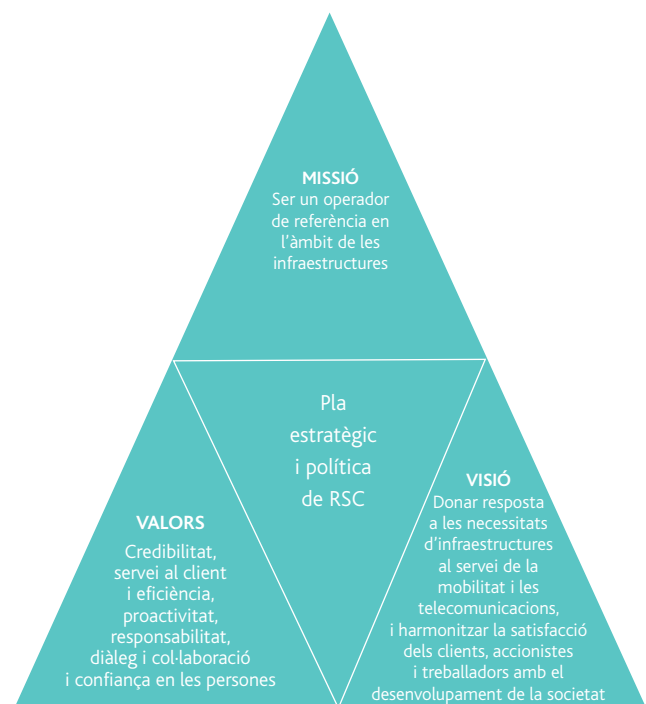 MISSIÓ
Ser un operador
de referència en
l'àmbit de les
infraestructures
Pla
estratègic
i política
de RSC
VALORS
Credibilitat,
servei al client
i eficiència,
proactivitat,
responsabilitat,
diàleg i col·laboració
i confiança en les persones
VISIÓ
Donar resposta
a les necessitats
d'infraestructures
al servei de la
mobilitat i les
telecomunicacions,
i harmonitzar la satisfacció
dels clients, accionistes
i treballadors amb el
desenvolupament de la societat